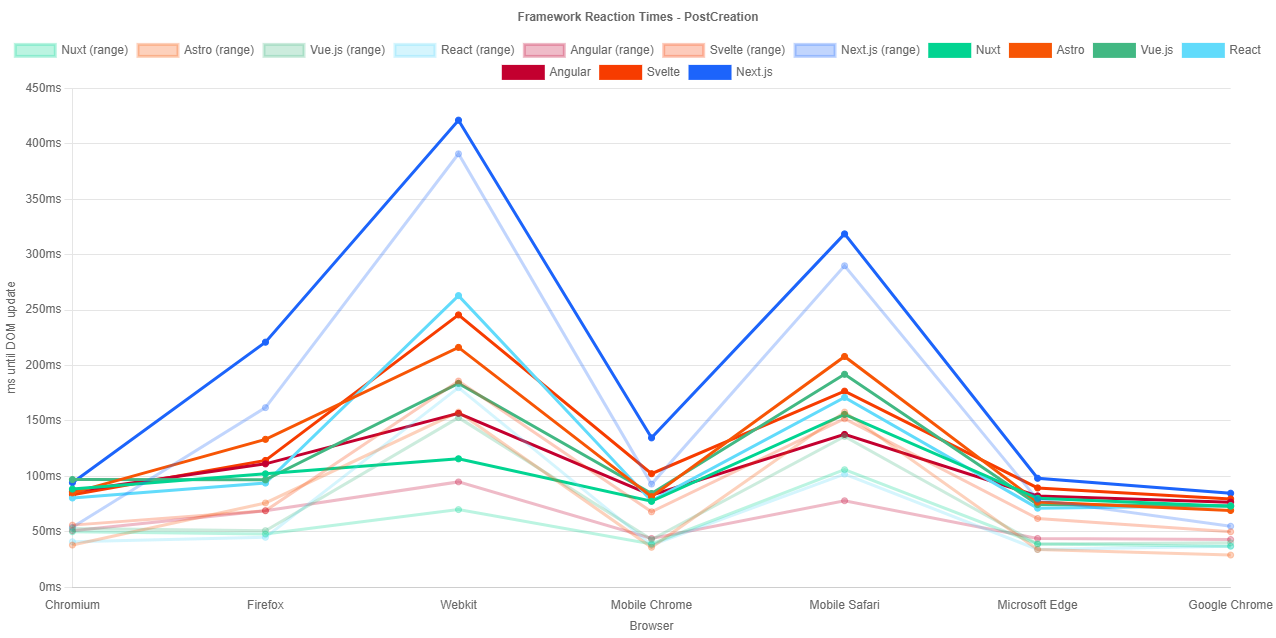 Framework Reaction Times - PostCreation
Nuxt (range) Astro (range) Vue.js (range) React (range) Angular (range) Svelte (range) Next.js (range) Nuxt Astro Vue.js React
Angular Svelte Next.js
450ms
400ms
350ms
300ms
250ms
200ms
150ms
100ms
50ms
0ms
ms until DOM update
Chromium Firefox Webkit Mobile Chrome Mobile Safari Microsoft Edge Google Chrome
Browser